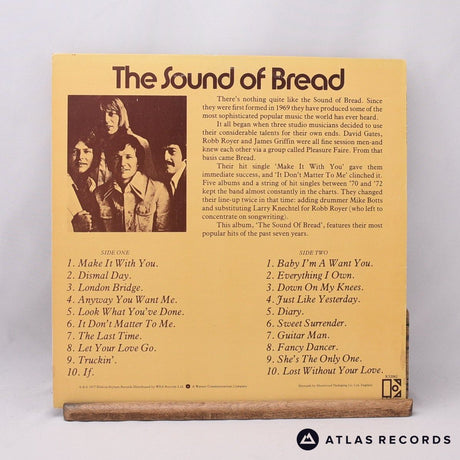 The Sound of Bread
There's nothing quite like the Sound of Bread. Since
they were first formed in 1969 they have produced some of the
most sophisticated popular music the world has ever heard.
It all began when three studio musicians decided to use
their considerable talents for their own ends. David Gates,
Robb Royer and James Griffin were all fine session men-and
knew each other via a group called Pleasure Faire. From that
basis came Bread.
Their hit single 'Make It With You' gave them
immediate success, and 'It Don't Matter To Me' clinched it.
Five albums and a string of hit singles between '70 and '72
kept the band almost constantly in the charts. They changed
their line-up twice in that time: adding drummer Mike Botts
and substituting Larry Knechtel for Robb Royer (who left to
concentrate on songwriting).
This album, 'The Sound Of Bread', features their most
popular hits of the past seven years.
SIDE ONE
1. Make It With You.
2. Dismal Day.
3. London Bridge.
4. Anyway You Want Me.
5. Look What You've Done.
6. It Don't Matter To Me.
7. The Last Time.
8. Let Your Love Go.
9. Truckin'.
10. If.
SIDE TWO
1. Baby I'm A Want You.
2. Everything I Own.
3. Down On My Knees.
4. Just Like Yesterday.
5. Diary.
6. Sweet Surrender.
7. Guitar Man.
8. Fancy Dancer.
9. She's The Only One.
10. Lost Without Your Love.
ATLAS RECORDS